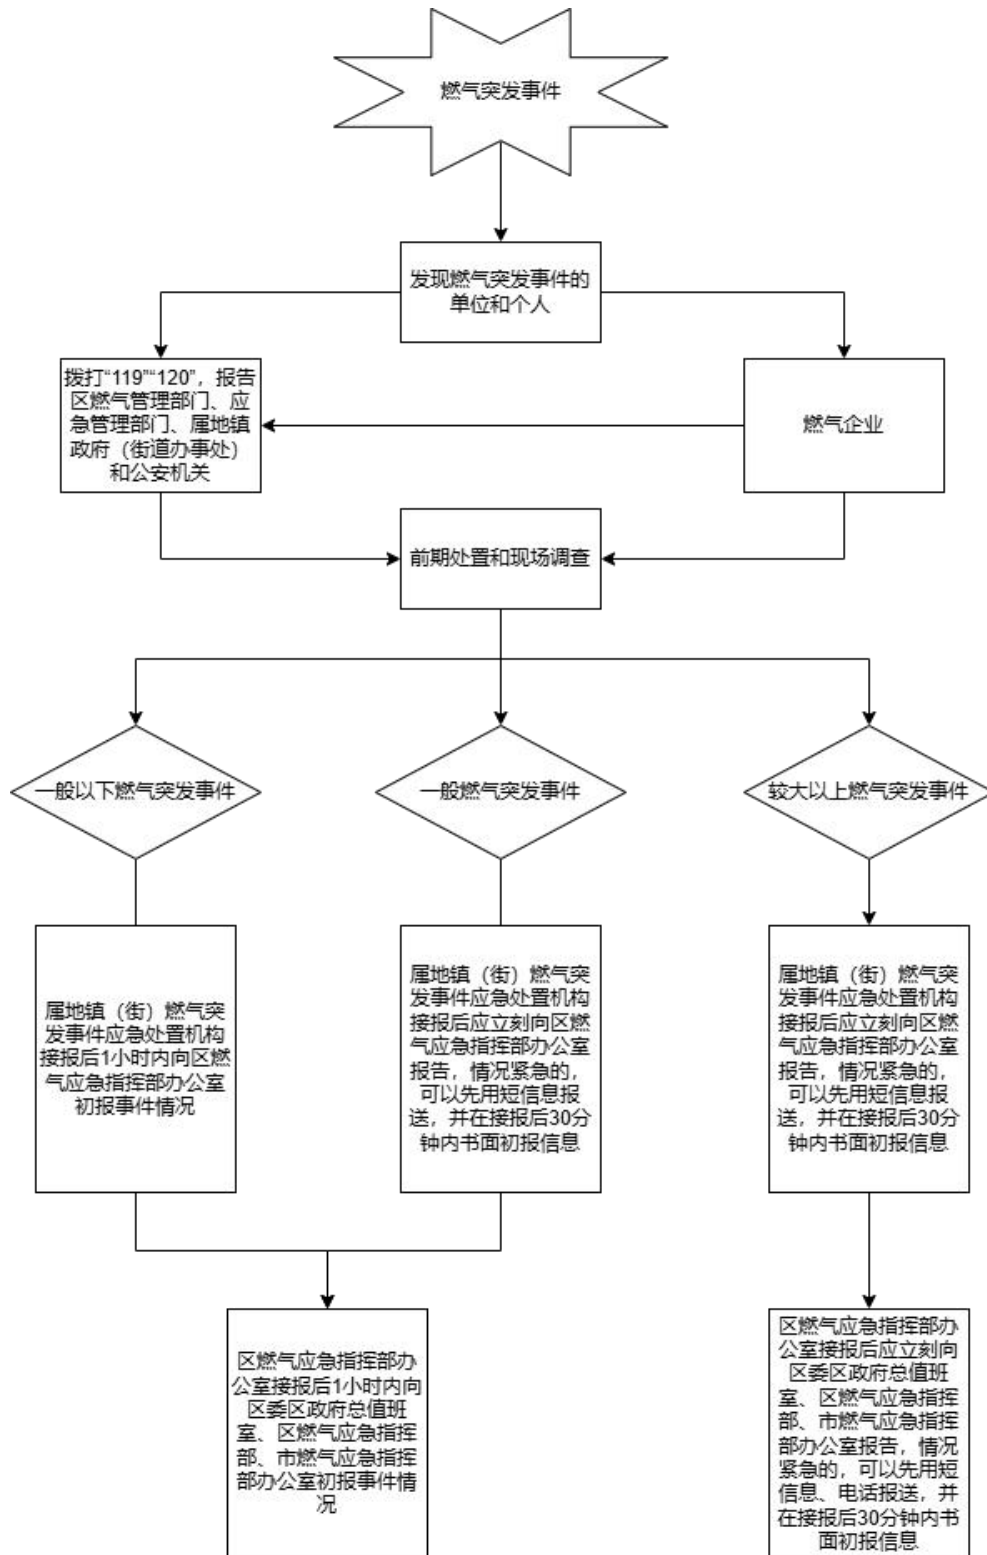 燃气突发事件
发现燃气突发事件的
单位和个人
拨打“119”“120”，报告
区燃气管理部门、应
急管理部门、属地镇
政府（街道办事处）
和公安机关
燃气企业
前期处置和现场调查
一般以下燃气突发事件
一般燃气突发事件
较大以上燃气突发事件
属地镇（街）燃气突
发事件应急处置机构
接报后1小时内向区燃
气应急指挥部办公室
初报事件情况
属地镇（街）燃气突
发事件应急处置机构
接报后应立刻向区燃
气应急指挥部办公室
报告，情况紧急的，
可以先用短信息报
送，并在接报后30分
钟内书面初报信息
属地镇（街）燃气突
发事件应急处置机构
接报后应立刻向区燃
气应急指挥部办公室
报告，情况紧急的，
可以先用短信息报
送，并在接报后30分
钟内书面初报信息
区燃气应急指挥部办
公室接报后1小时内向
区委区政府总值班
室、区燃气应急指挥
部、市燃气应急指挥
部办公室初报事件情
况
区燃气应急指挥部办
公室接报后应立刻向
区委区政府总值班
室、区燃气应急指挥
部、市燃气应急指挥
部办公室报告，情况
紧急的，可以先用短
信息、电话报送，并
在接报后30分钟内书
面初报信息